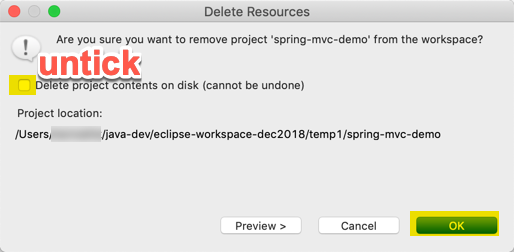 Delete Resources
Are you sure you want to remove project 'spring-mvc-demo' from the workspace?
untick
Delete project contents on disk (cannot be undone)
Project location:
/Users/ /java-dev/eclipse-workspace-dec2018/temp1/spring-mvc-demo
Preview >
Cancel
OK